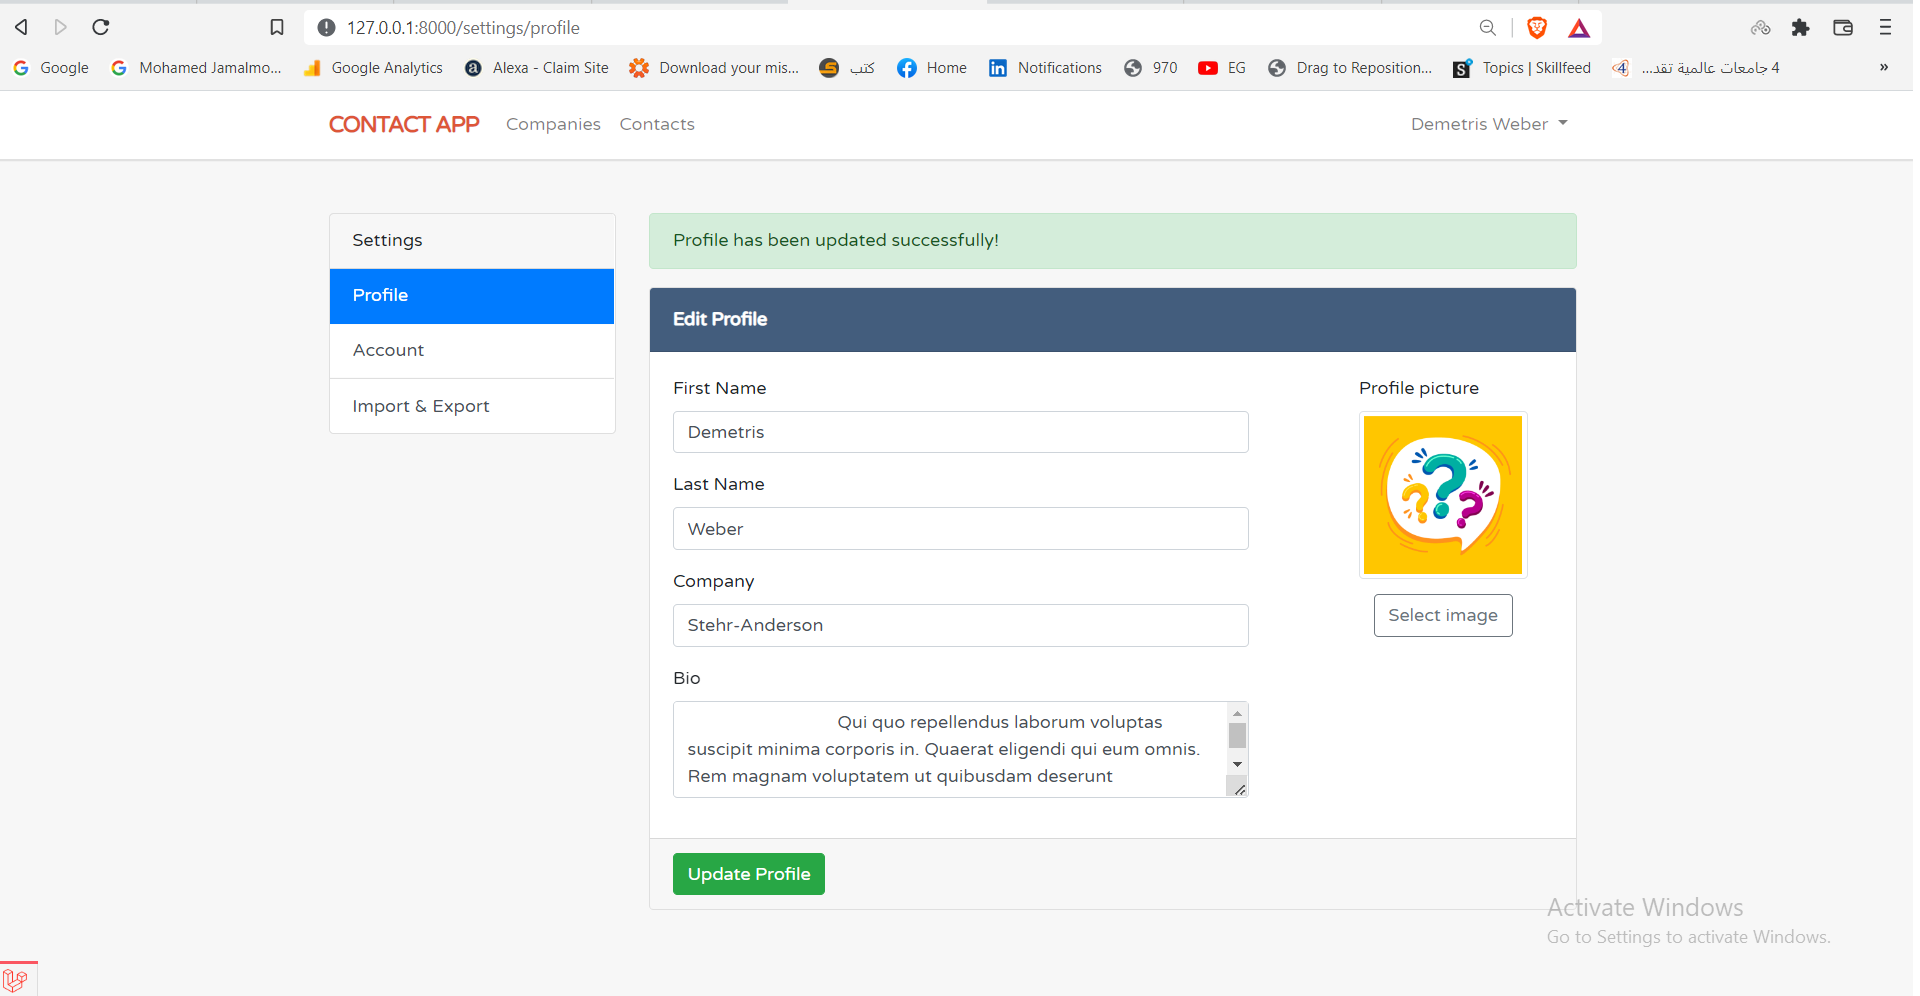 127.0.0.1:8000/settings/profile
Google
Mohamed Jamalmo...
Google Analytics
Alexa - Claim Site
Download your mis...
كتب
Home
Notifications
970
EG
Drag to Reposition...
Topics | Skillfeed
4 جامعات عالمية تقد...
»
CONTACT APP
Companies
Contacts
Demetris Weber
Settings
Profile
Account
Import & Export
Profile has been updated successfully!
Edit Profile
First Name
Demetris
Last Name
Weber
Company
Stehr-Anderson
Bio
Qui quo repellendus laborum voluptas
suscipit minima corporis in. Quaerat eligendi qui eum omnis.
Rem magnam voluptatem ut quibusdam deserunt
Profile picture
???
Select image
Update Profile
Activate Windows
Go to Settings to activate Windows.